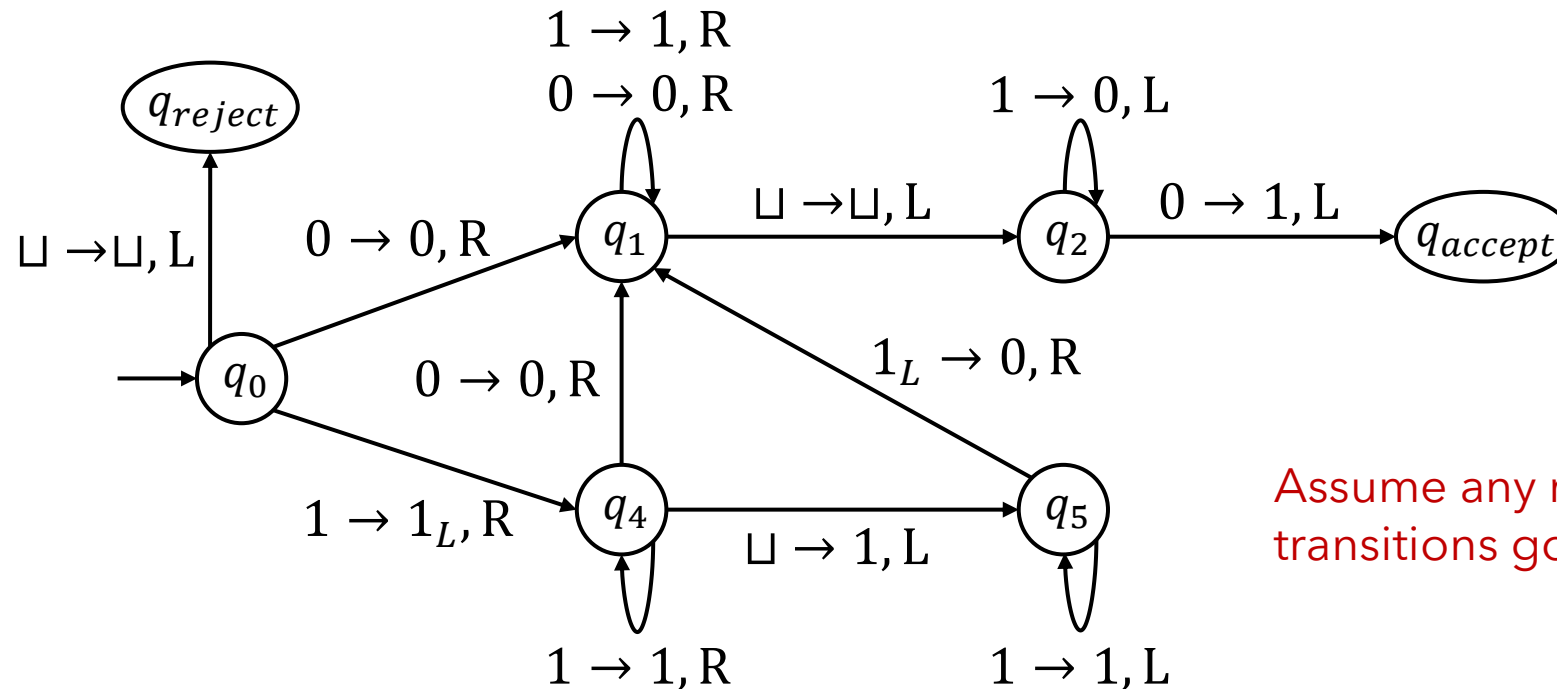 1 → 1, R
0 → 0, R
1 → 0, L
q_reject
⊔ →⊔, L
0 → 0, R
q_1
⊔ →⊔, L
q_2
0 → 1, L
q_accept
q_0
0 → 0, R
1_L → 0, R
1 → 1_L, R
q_4
⊔ → 1, L
q_5
Assume any
transitions
1 → 1, R
1 → 1, L